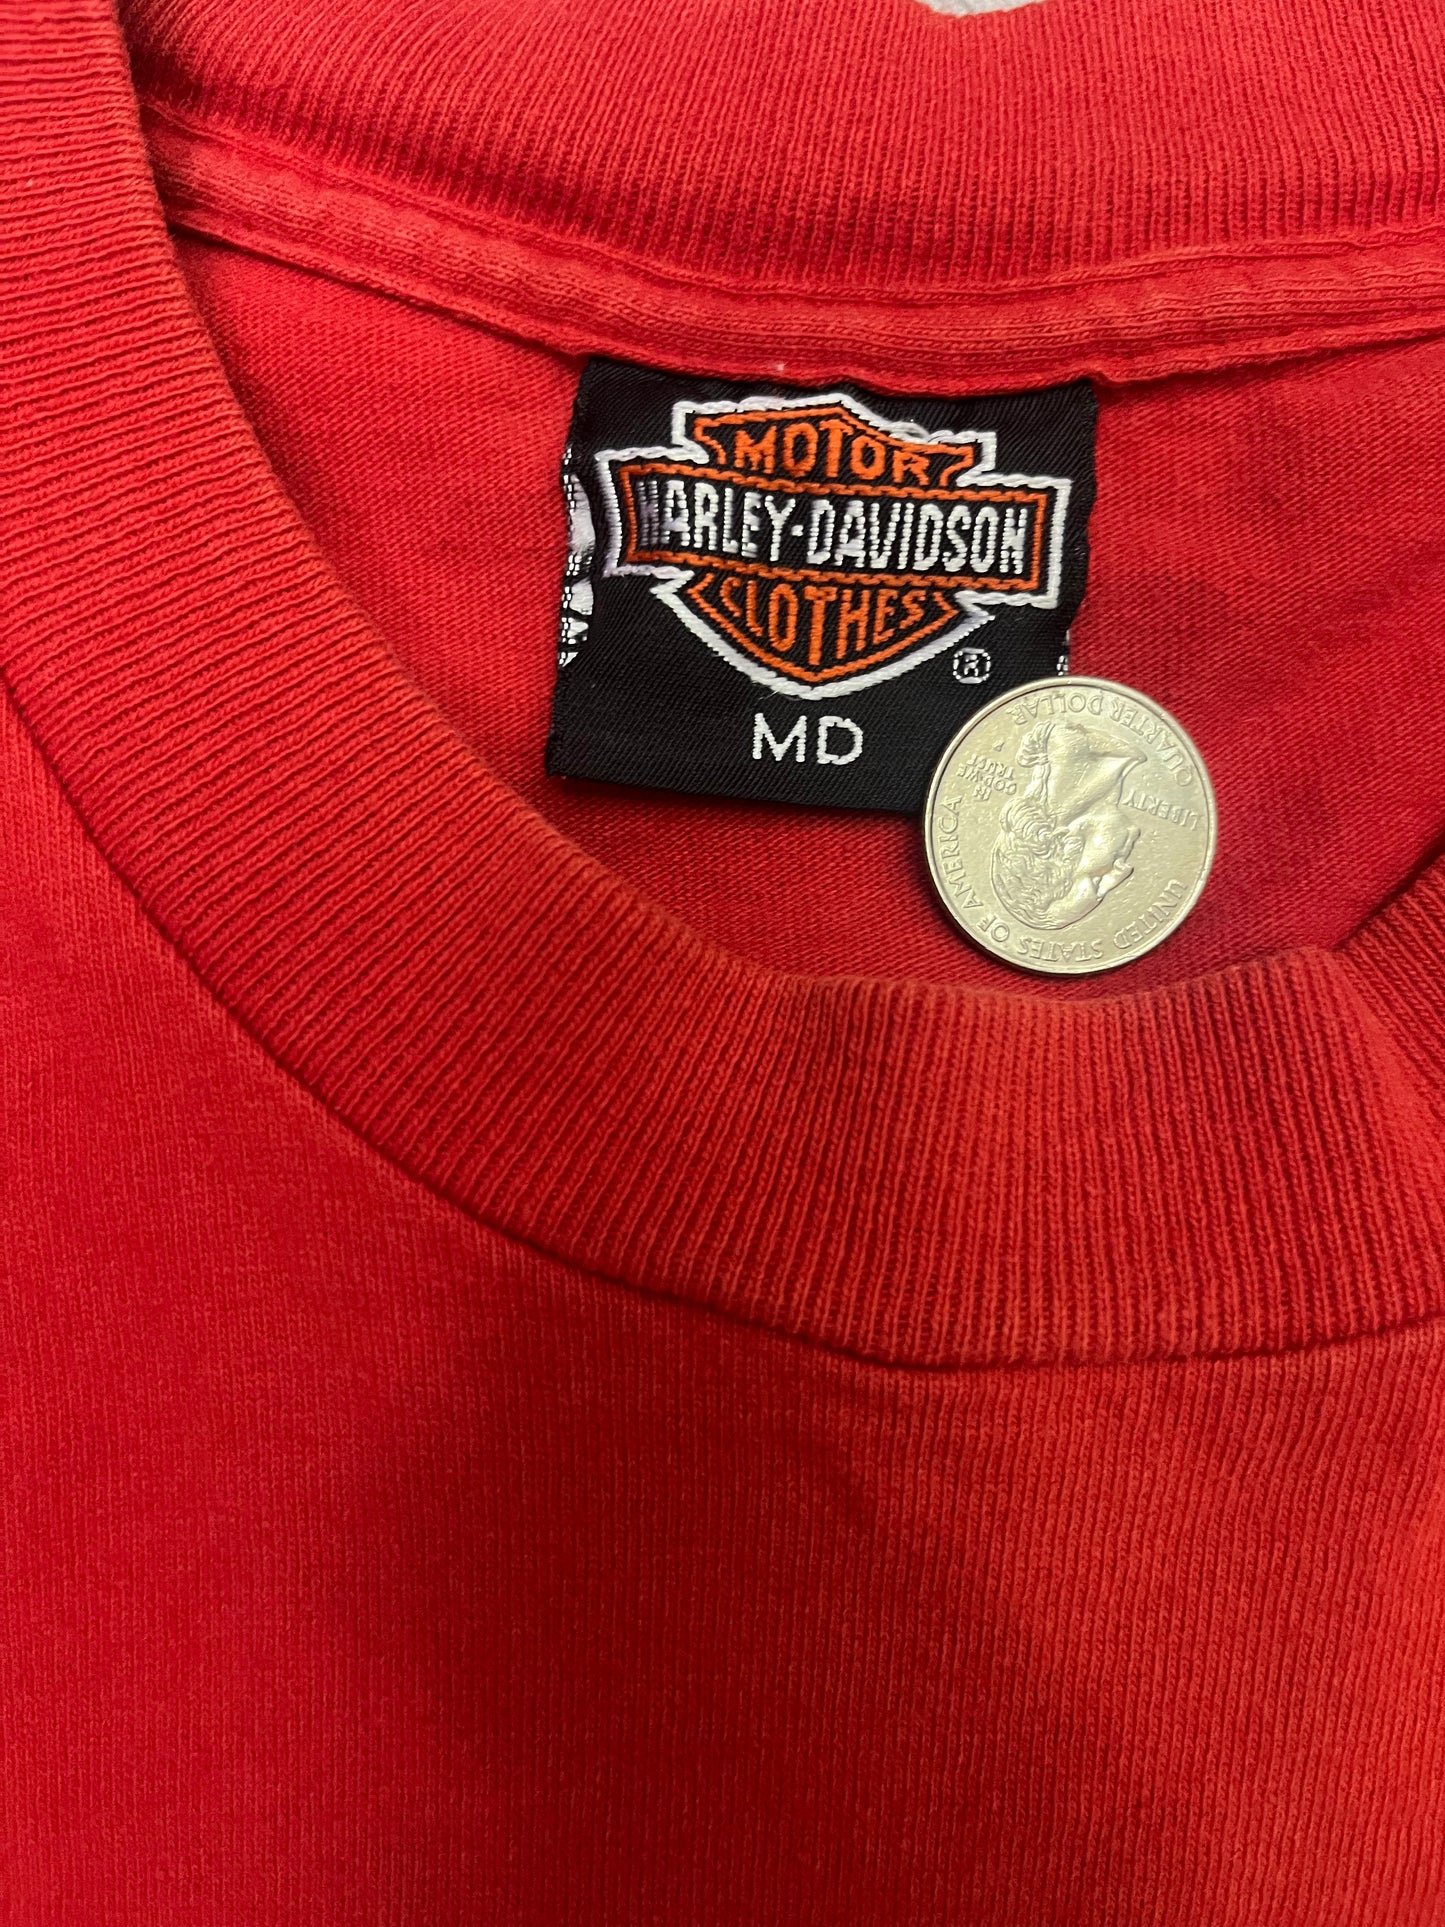 MOTOR
HARLEY-DAVIDSON
CLOTHES
®
MD
UNITED STATES OF AMERICA
IN GOD WE
TRUST
LIBERTY
QUARTER DOLLAR